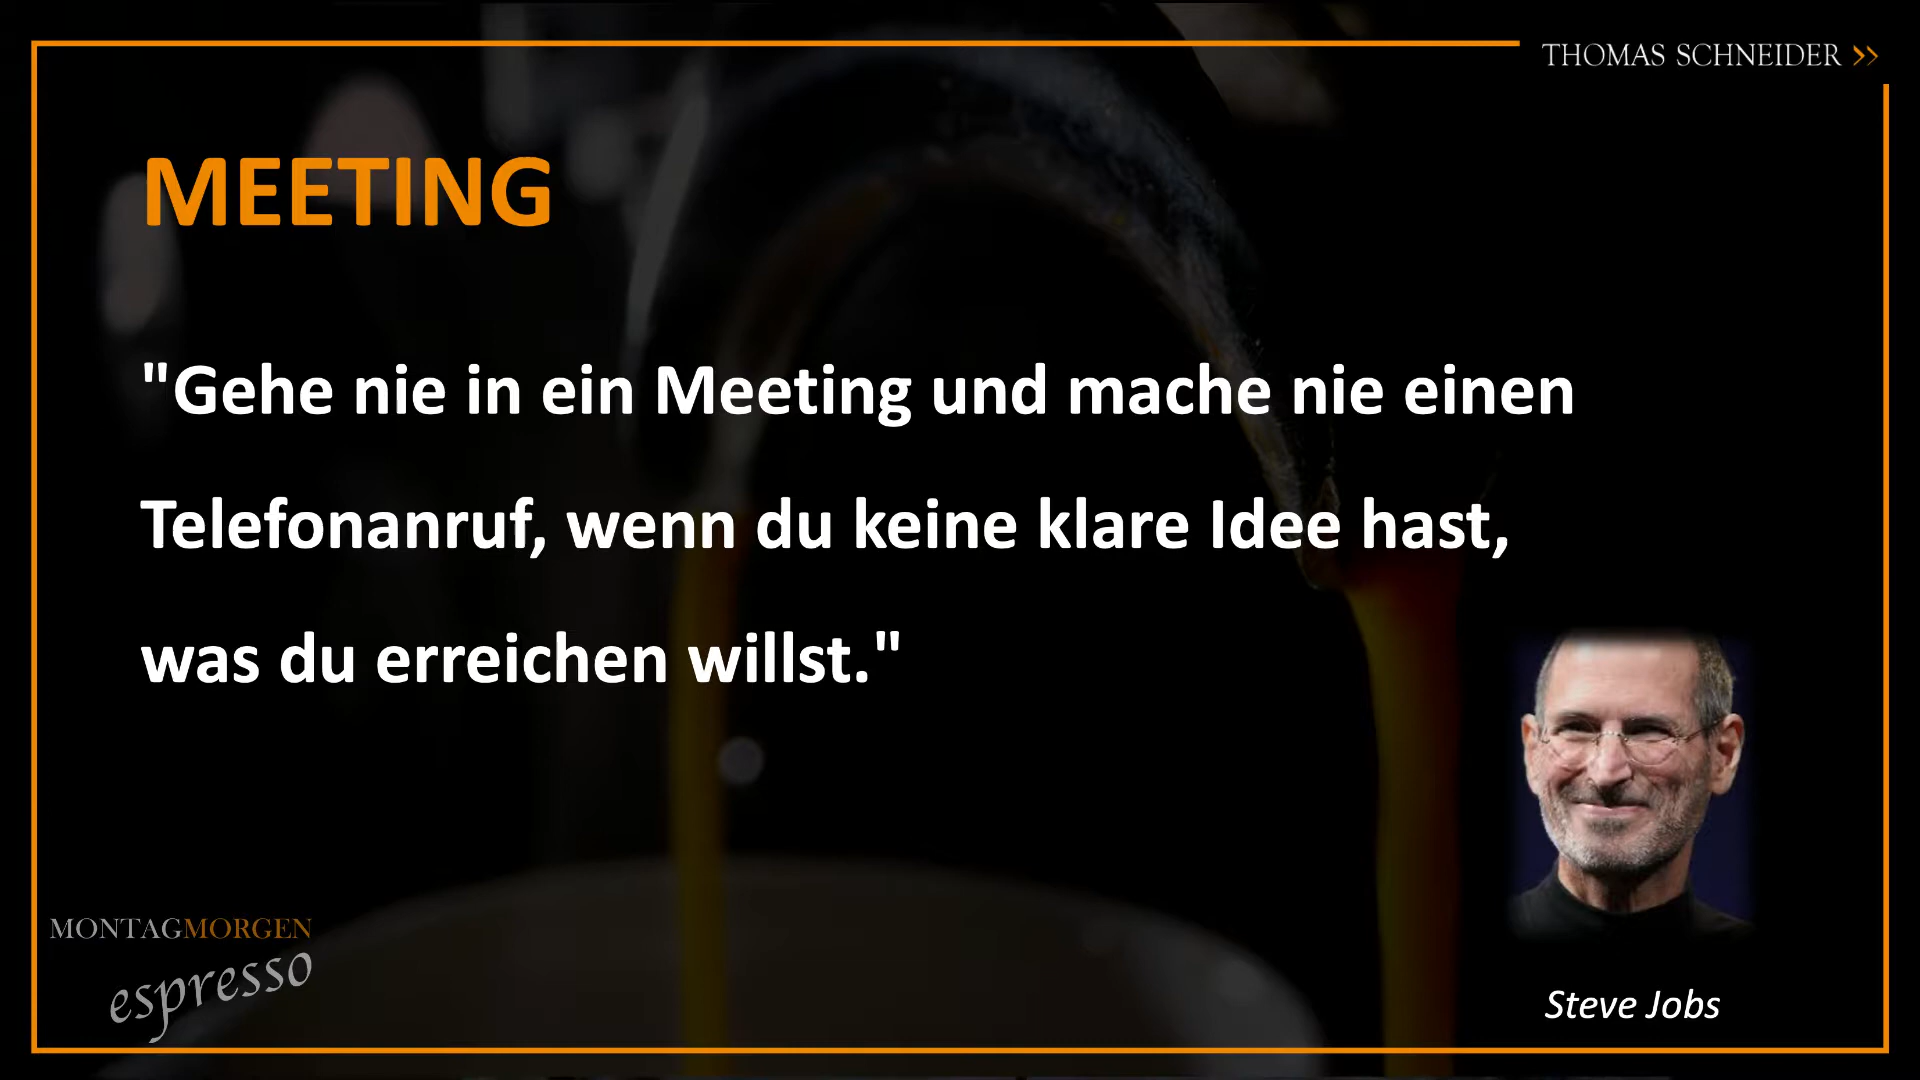 THOMAS SCHNEIDER >>
MEETING
"Gehe nie in ein Meeting und mache nie einen
Telefonanruf, wenn du keine klare Idee hast,
was du erreichen willst."
MONTAGMORGEN
espresso
Steve Jobs